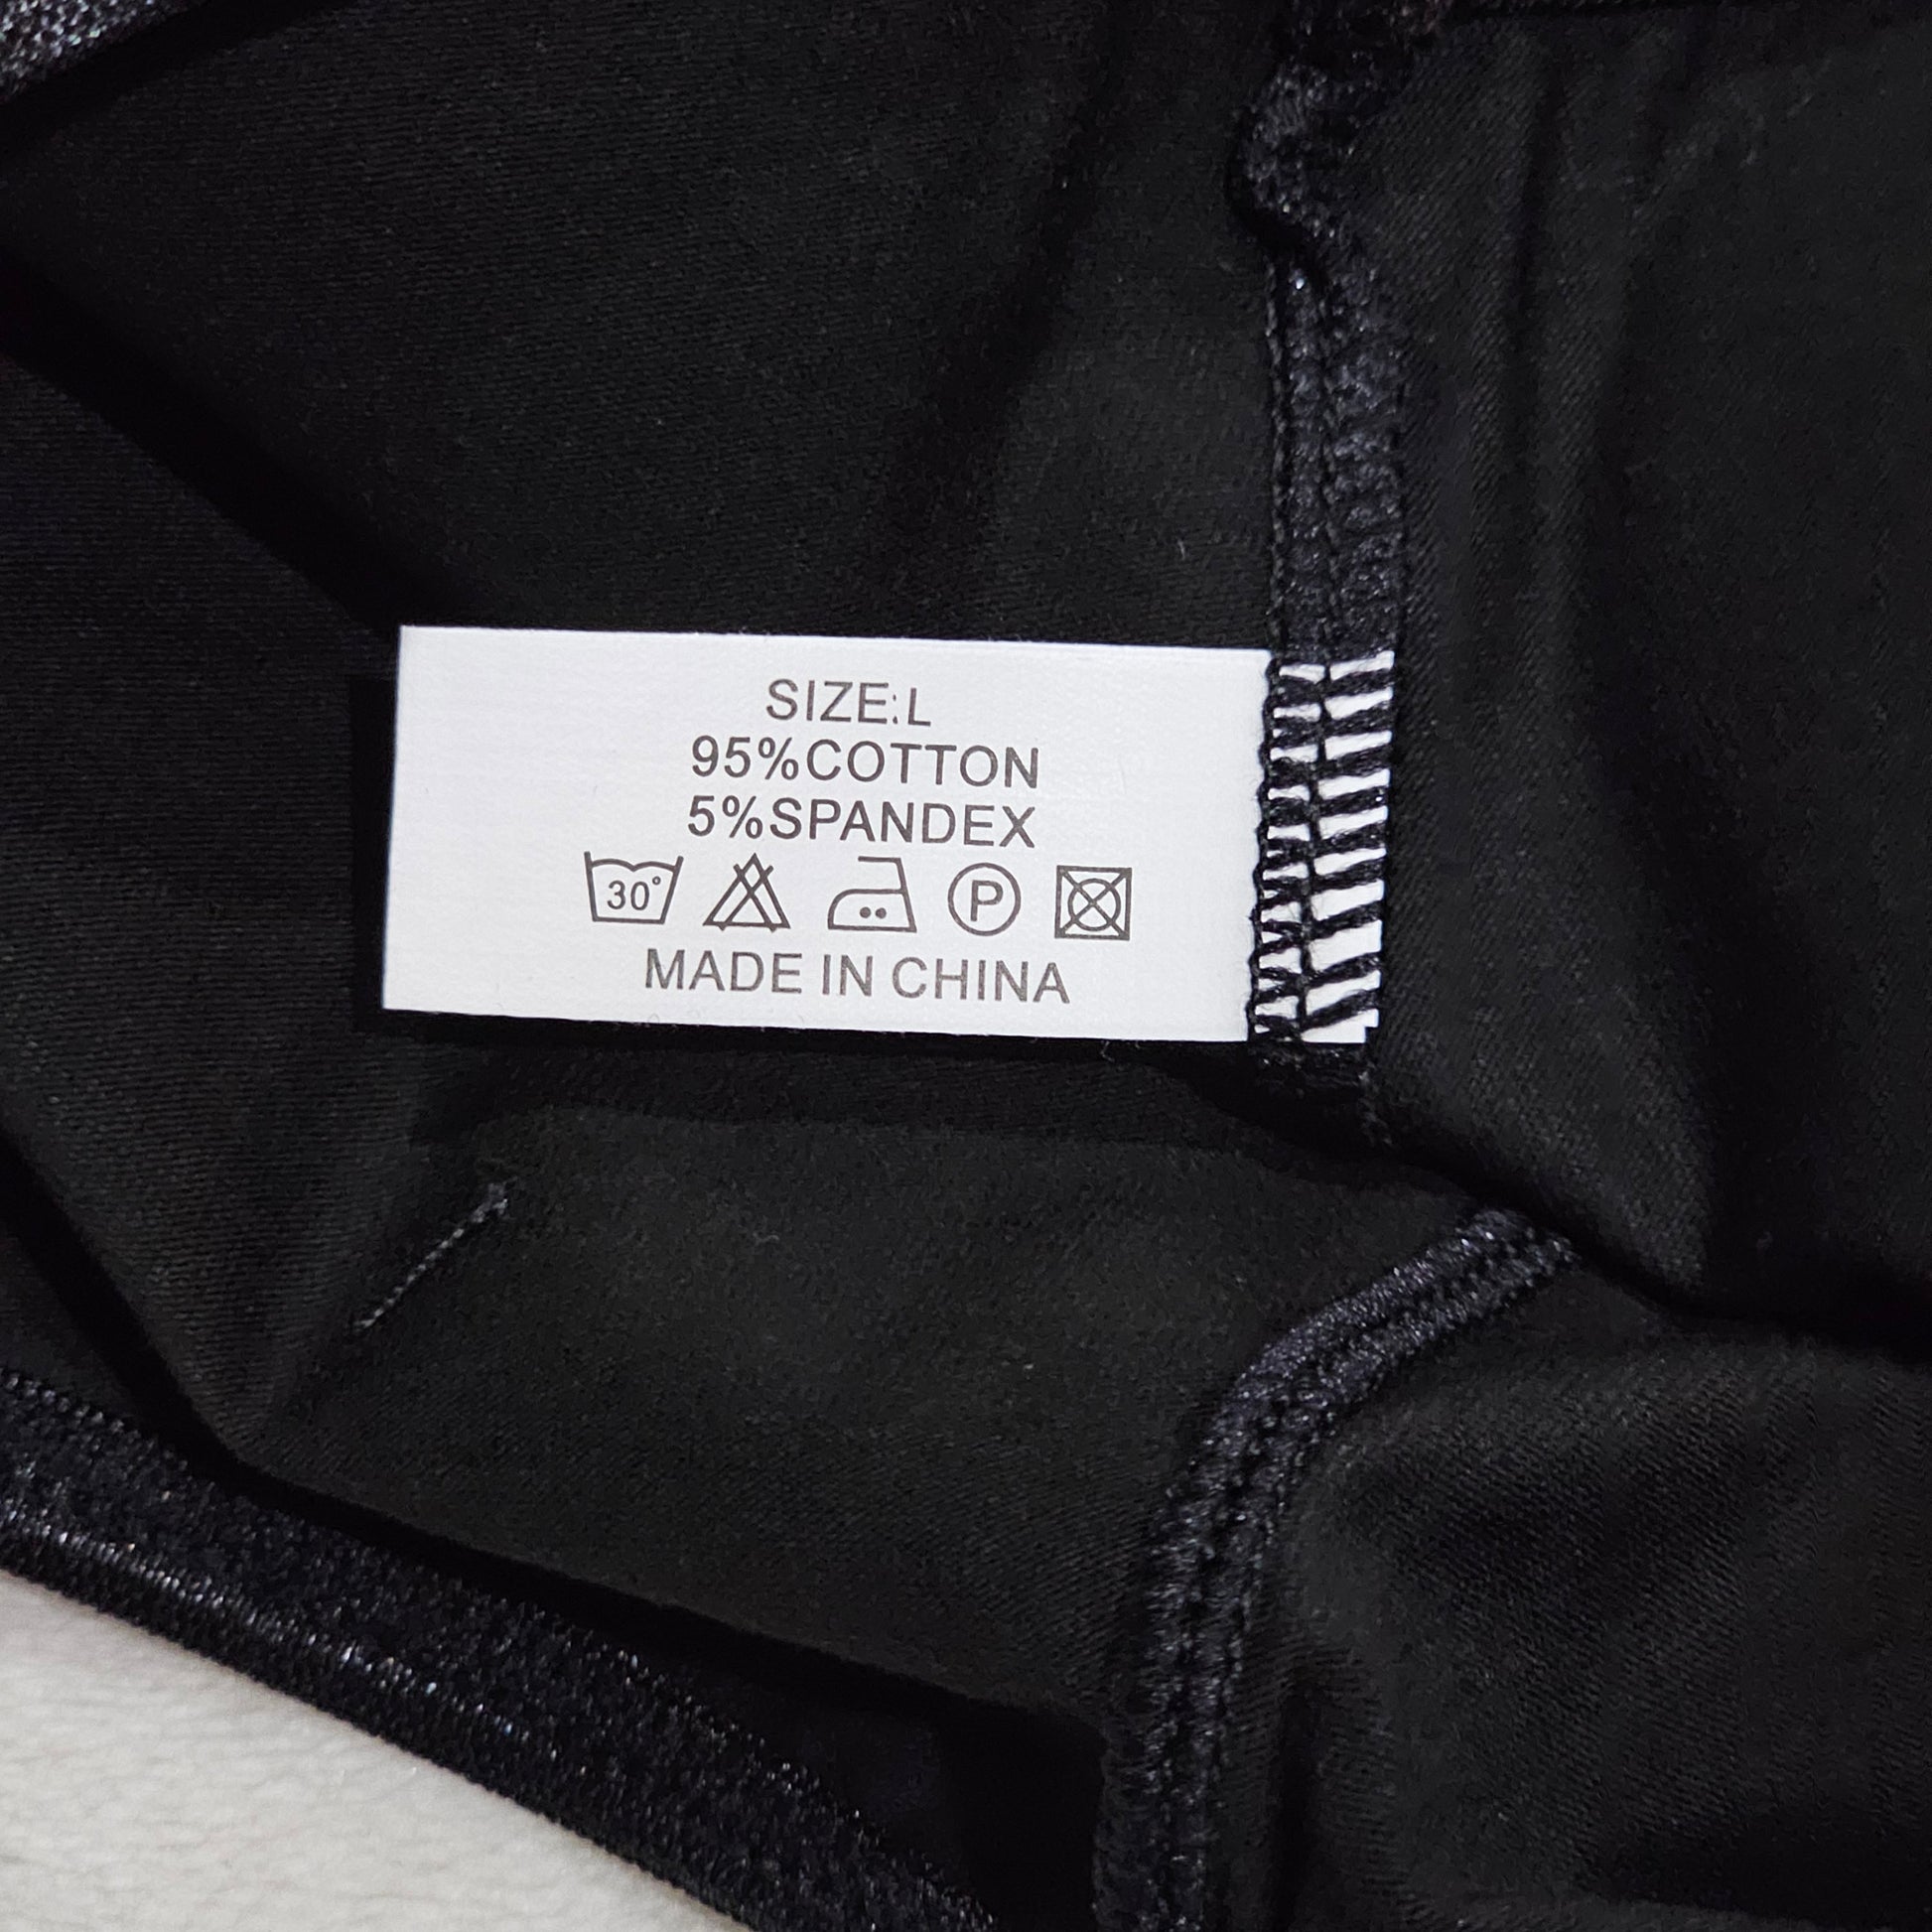 SIZE:L
95%COTTON
5%SPANDEX
30° P
MADE IN CHINA